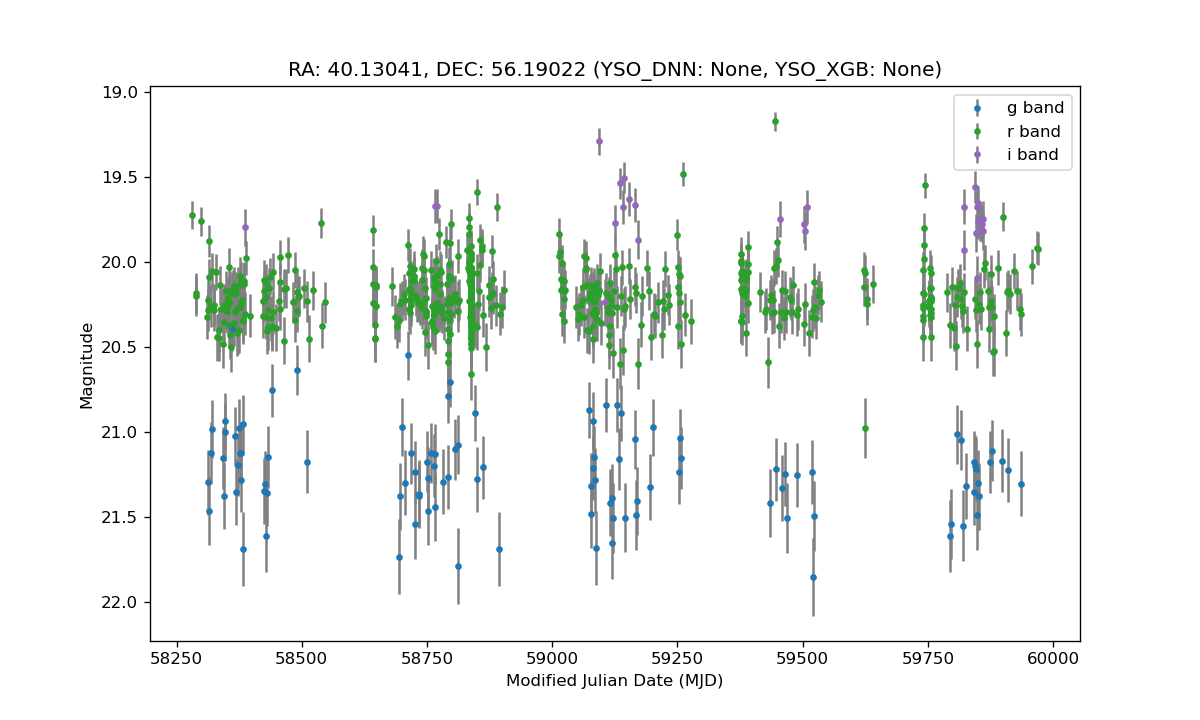 RA: 40.13041, DEC: 56.19022 (YSO_DNN: None, YSO_XGB: None)
g band
r band
i band
19.0
19.5
20.0
20.5
21.0
21.5
22.0
Magnitude
58250 58500 58750 59000 59250 59500 59750 60000
Modified Julian Date (MJD)